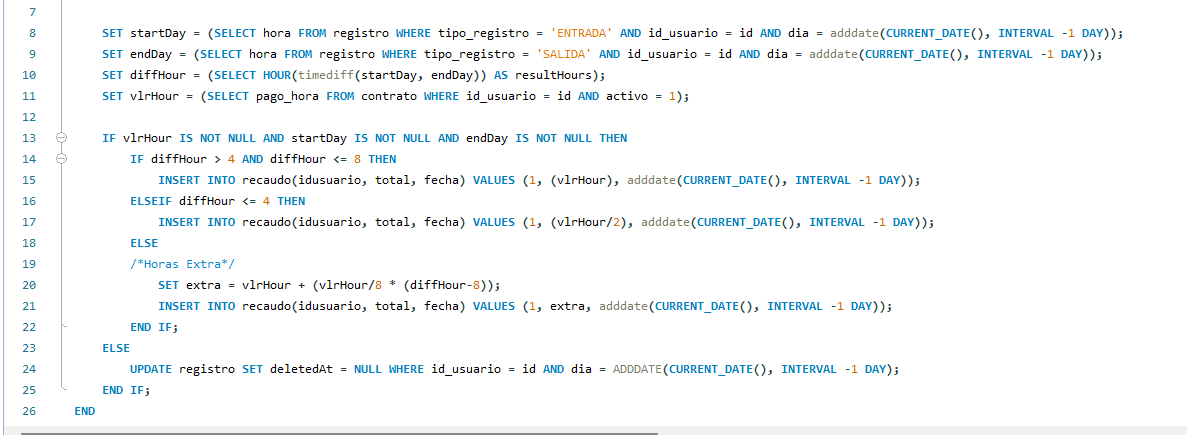 7
8 SET startDay = (SELECT hora FROM registro WHERE tipo_registro = 'ENTRADA' AND id_usuario = id AND dia = adddate(CURRENT_DATE(), INTERVAL -1 DAY));
9 SET endDay = (SELECT hora FROM registro WHERE tipo_registro = 'SALIDA' AND id_usuario = id AND dia = adddate(CURRENT_DATE(), INTERVAL -1 DAY));
10 SET diffHour = (SELECT HOUR(timediff(startDay, endDay)) AS resultHours);
11 SET vlrHour = (SELECT pago_hora FROM contrato WHERE id_usuario = id AND activo = 1);
12
13 IF vlrHour IS NOT NULL AND startDay IS NOT NULL AND endDay IS NOT NULL THEN
14 IF diffHour > 4 AND diffHour <= 8 THEN
15 INSERT INTO recaudo(idusuario, total, fecha) VALUES (1, (vlrHour), adddate(CURRENT_DATE(), INTERVAL -1 DAY));
16 ELSEIF diffHour <= 4 THEN
17 INSERT INTO recaudo(idusuario, total, fecha) VALUES (1, (vlrHour/2), adddate(CURRENT_DATE(), INTERVAL -1 DAY));
18 ELSE
19 /*Horas Extra*/
20 SET extra = vlrHour + (vlrHour/8 * (diffHour-8));
21 INSERT INTO recaudo(idusuario, total, fecha) VALUES (1, extra, adddate(CURRENT_DATE(), INTERVAL -1 DAY));
22 END IF;
23 ELSE
24 UPDATE registro SET deletedAt = NULL WHERE id_usuario = id AND dia = ADDDATE(CURRENT_DATE(), INTERVAL -1 DAY);
25 END IF;
26 END